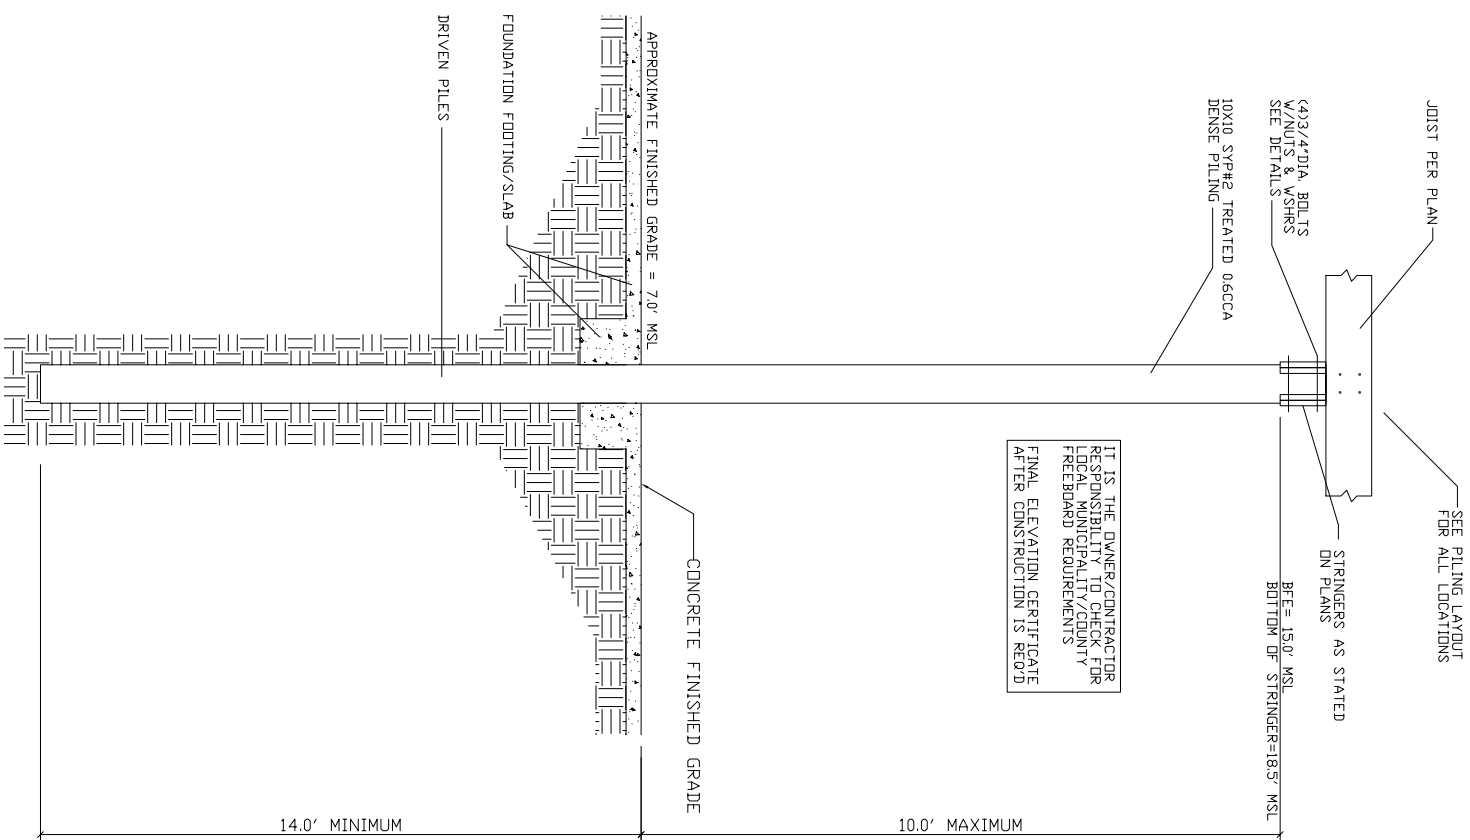 JOIST PER PLAN
(4)3/4"DIA. BOLTS
W/NUTS & WSHRS
SEE DETAILS
10X10 SYP#2 TREATED 0.6CCA
DENSE PILING
APPROXIMATE FINISHED GRADE = 7.0' MSL
FOUNDATION FOOTING/SLAB
DRIVEN PILES
SEE PILING LAYOUT
FOR ALL LOCATIONS
STRINGERS AS STATED
ON PLANS
BFE= 15.0' MSL
BOTTOM OF STRINGER=18.5' MSL
IT IS THE OWNER/CONTRACTOR
RESPONSIBILITY TO CHECK FOR
LOCAL MUNICIPALITY/COUNTY
FREEBOARD REQUIREMENTS
FINAL ELEVATION CERTIFICATE
AFTER CONSTRUCTION IS REQ'D
CONCRETE FINISHED GRADE
14.0' MINIMUM
10.0' MAXIMUM